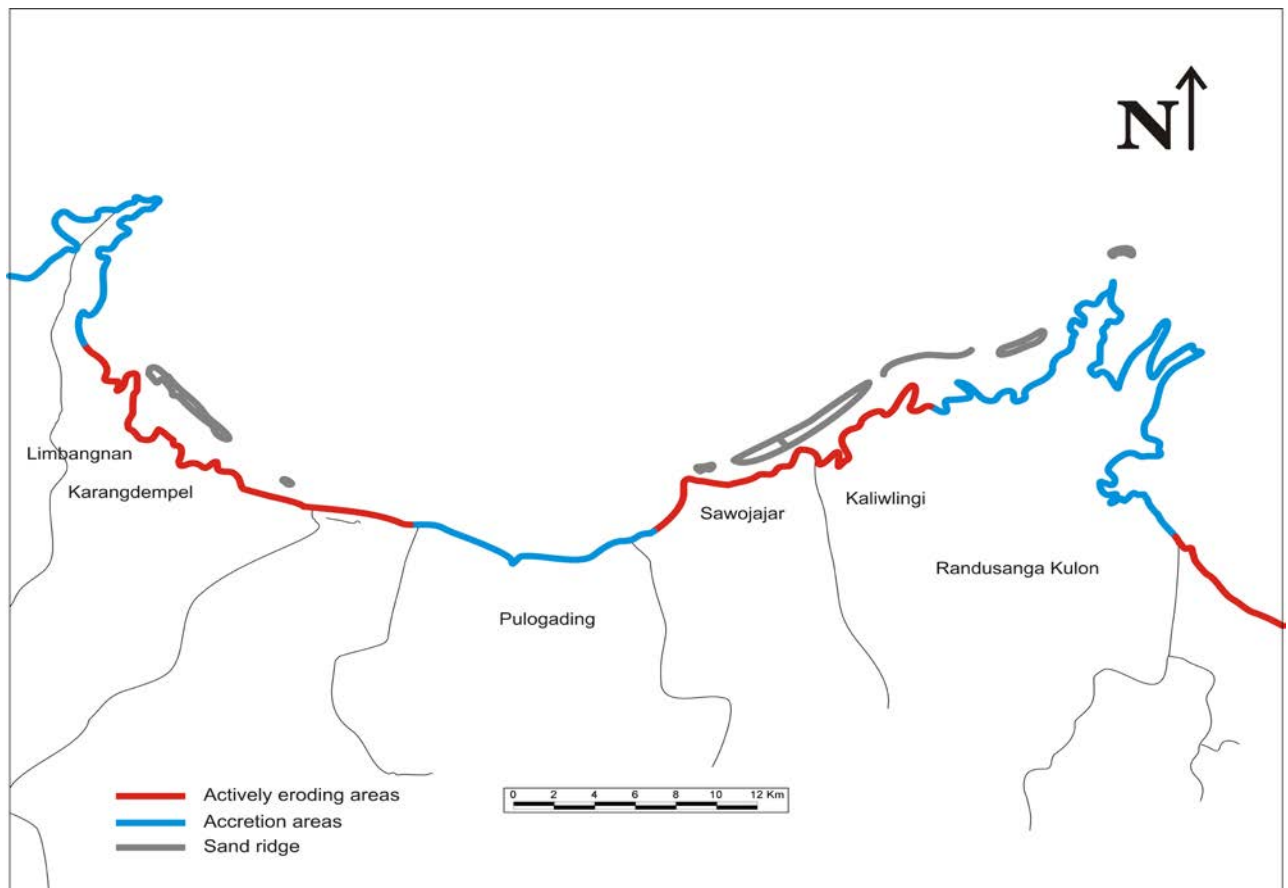 N
Limbangnan
Karangdempel
Sawojajar
Kaliwlingi
Randusanga Kulon
Pulogading
Actively eroding areas
Accretion areas
Sand ridge
0 2 4 6 8 10 12 Km